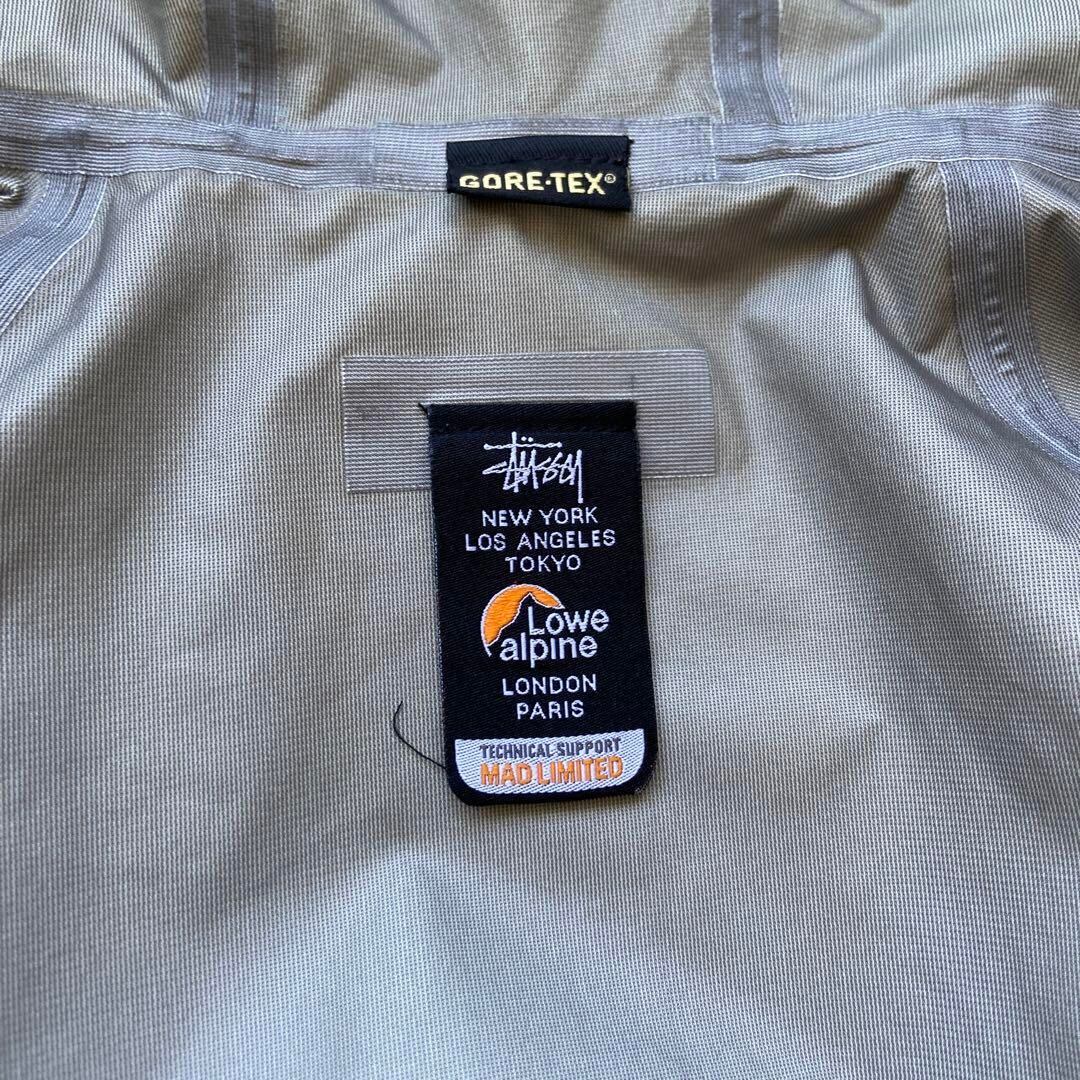 GORE-TEX®
Stüssy
NEW YORK
LOS ANGELES
TOKYO
Lowe
alpine
LONDON
PARIS
TECHNICAL SUPPORT
MAD LIMITED